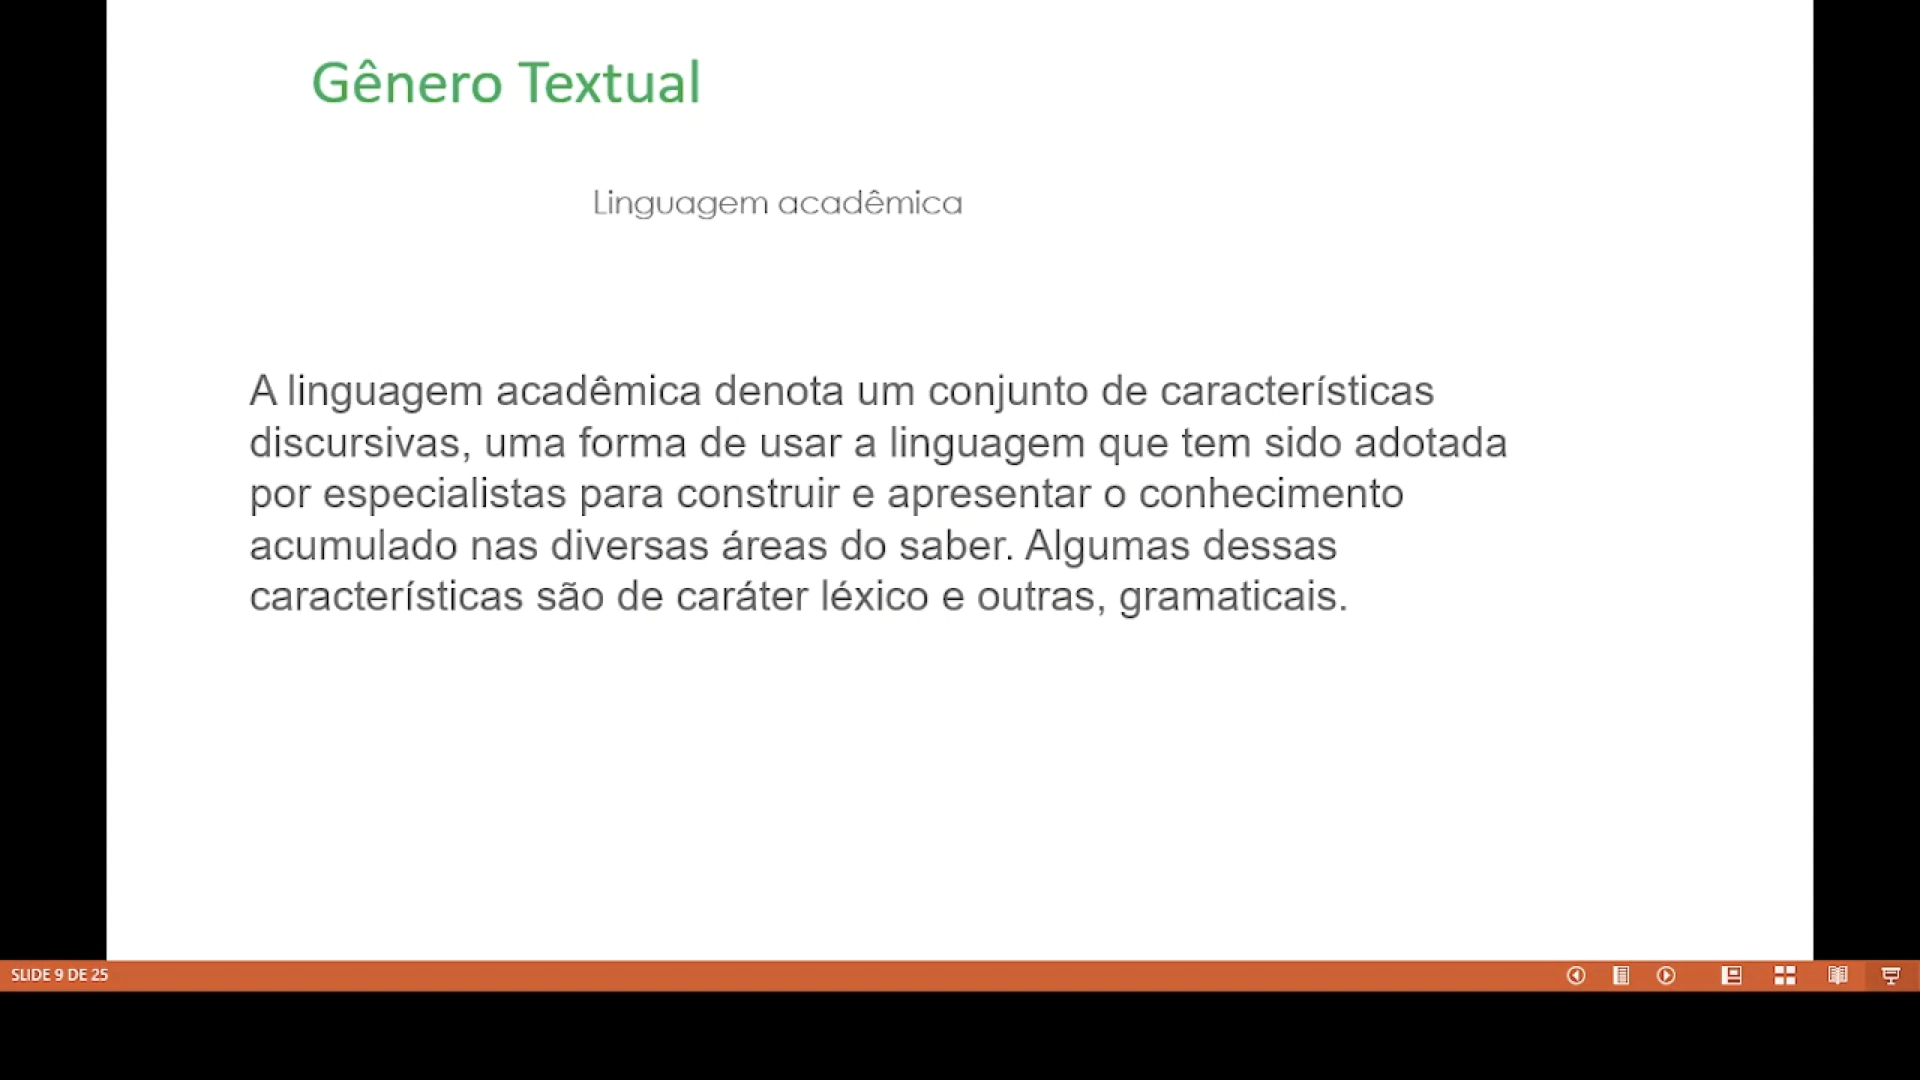 Gênero Textual
Linguagem acadêmica
A linguagem acadêmica denota um conjunto de características
discursivas, uma forma de usar a linguagem que tem sido adotada
por especialistas para construir e apresentar o conhecimento
acumulado nas diversas áreas do saber. Algumas dessas
características são de caráter léxico e outras, gramaticais.
SLIDE 9 DE 25